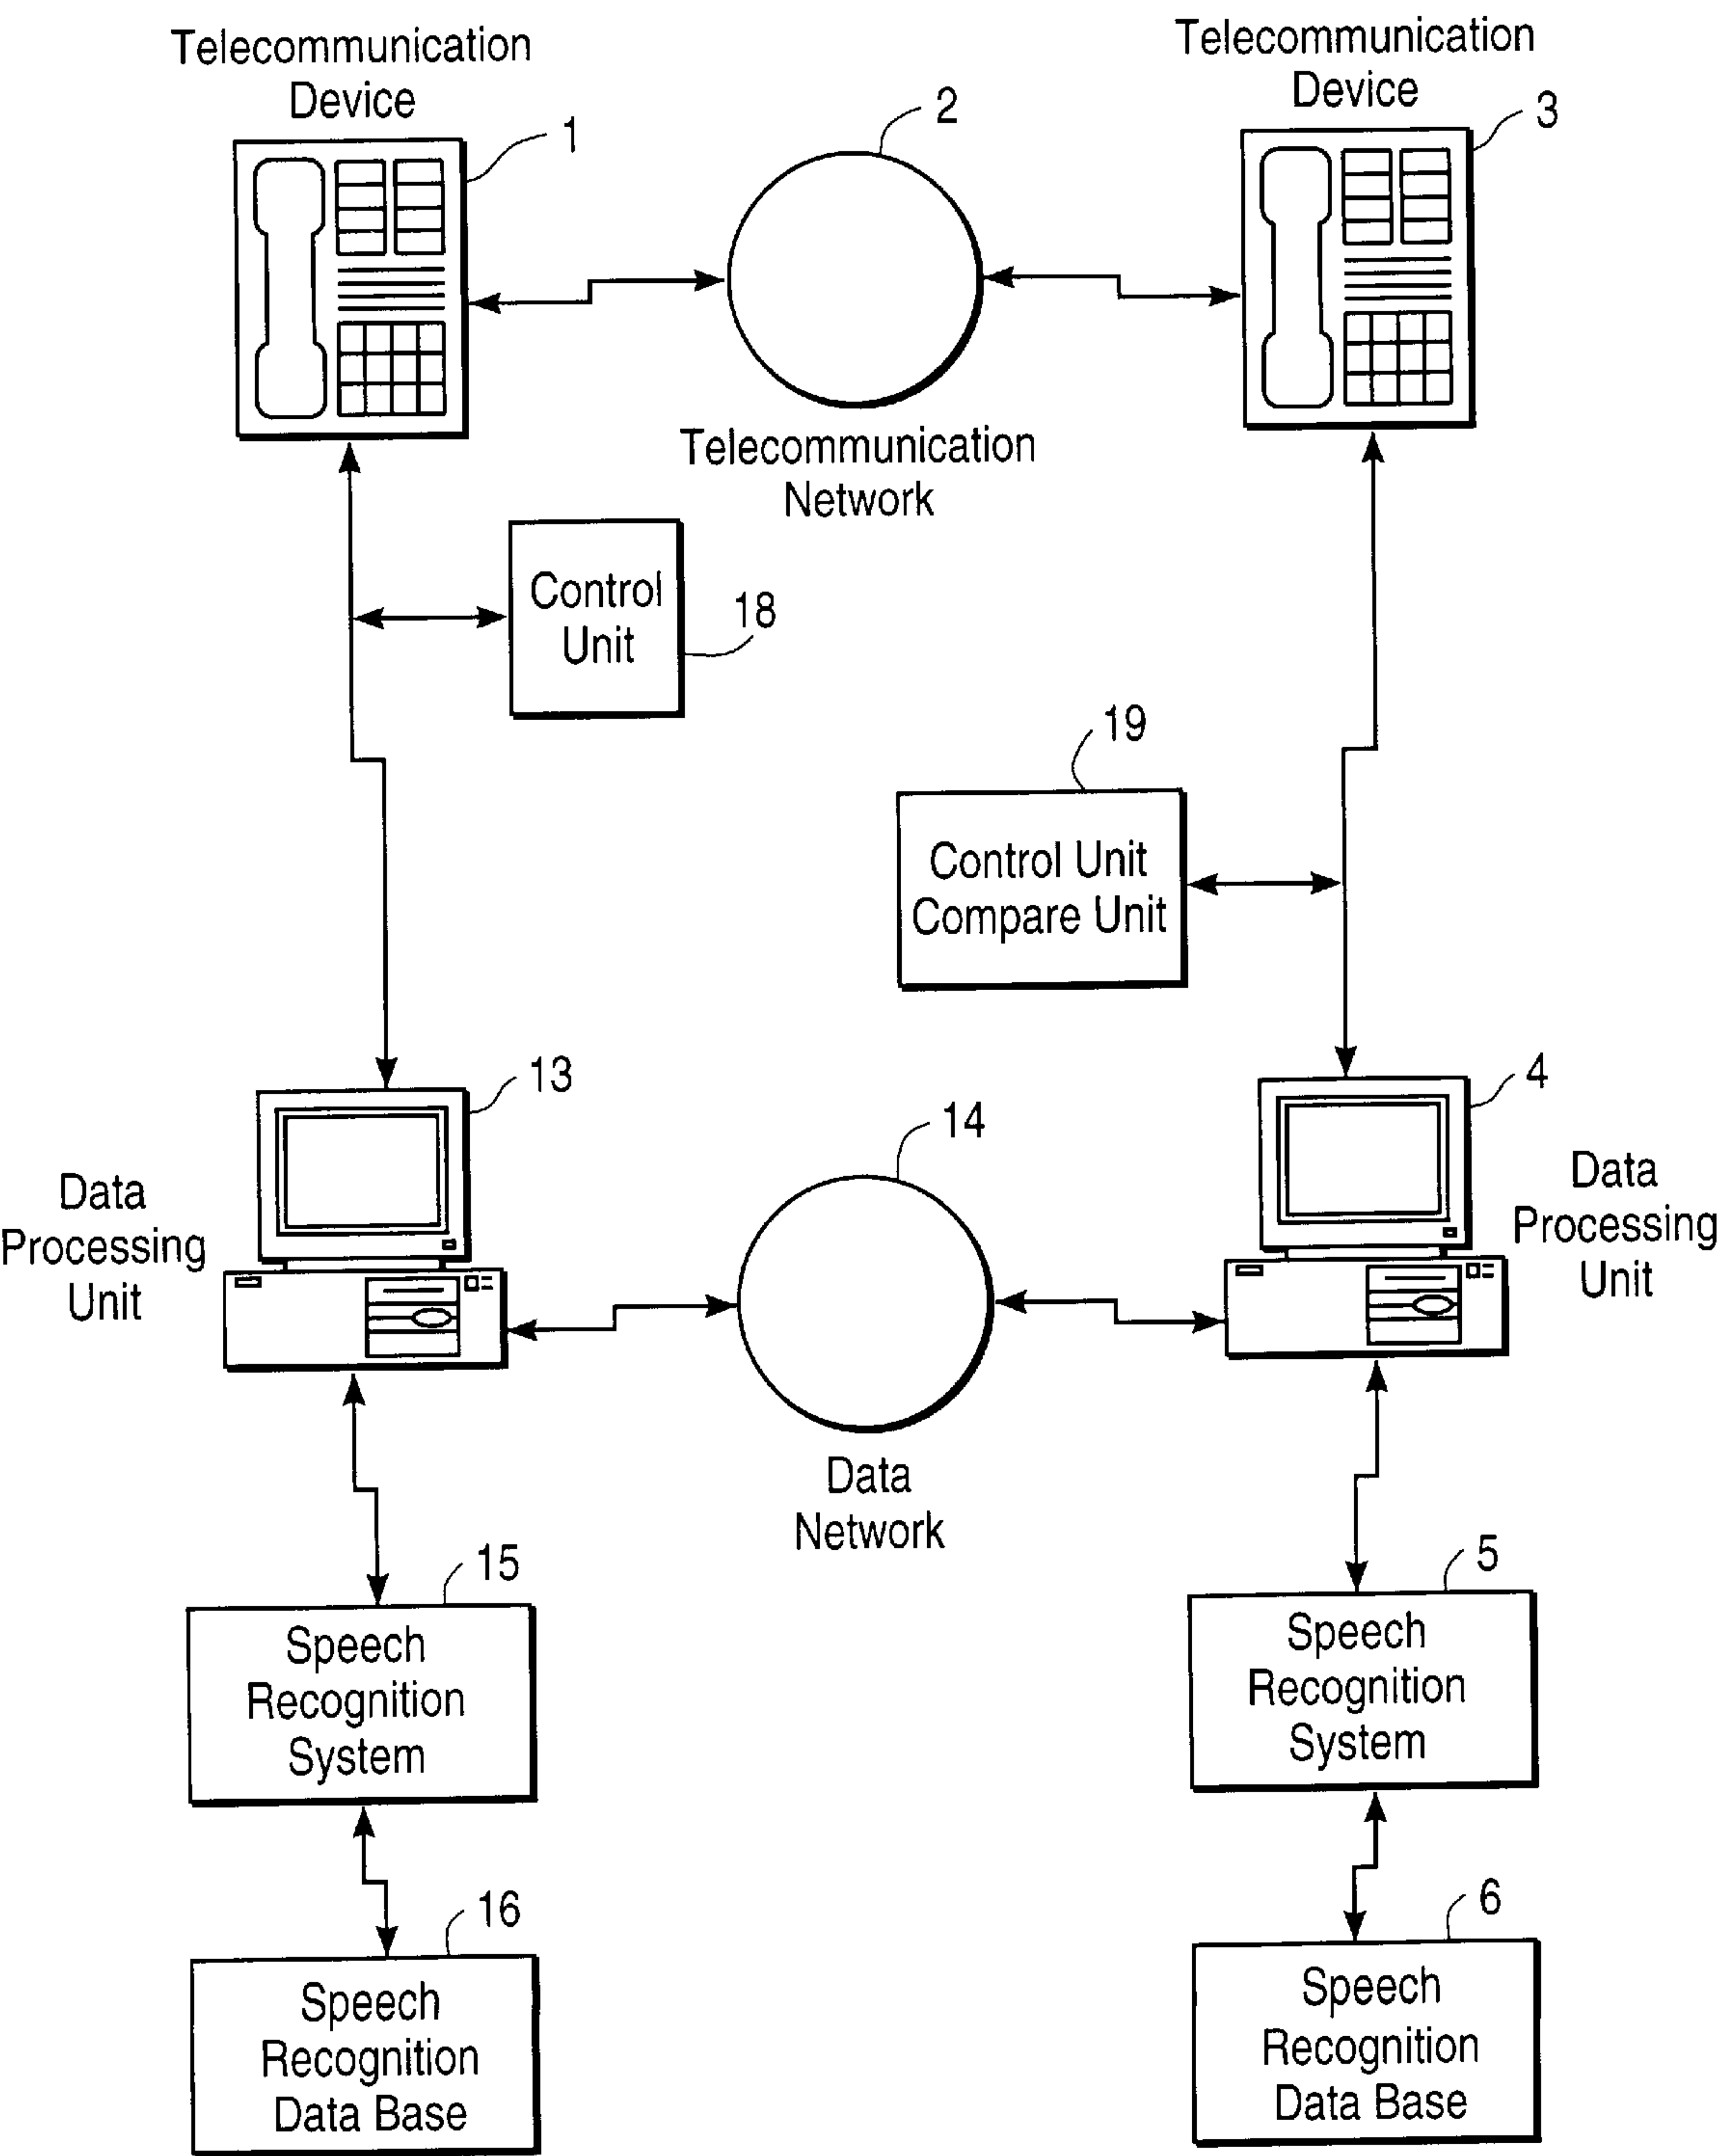 Telecommunication
Device
1
2
Telecommunication
Device
3
Telecommunication
Network
Control
Unit
18
19
Control Unit
Compare Unit
13
Data
Processing
Unit
14
Data
Network
4
Data
Processing
Unit
15
Speech
Recognition
System
5
Speech
Recognition
System
16
Speech
Recognition
Data Base
6
Speech
Recognition
Data Base